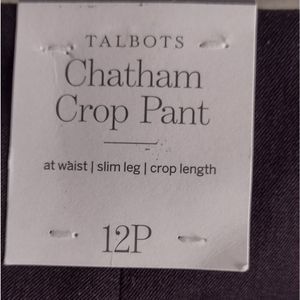 TALBOTS
Chatham
Crop Pant
at waist | slim leg | crop length
12P